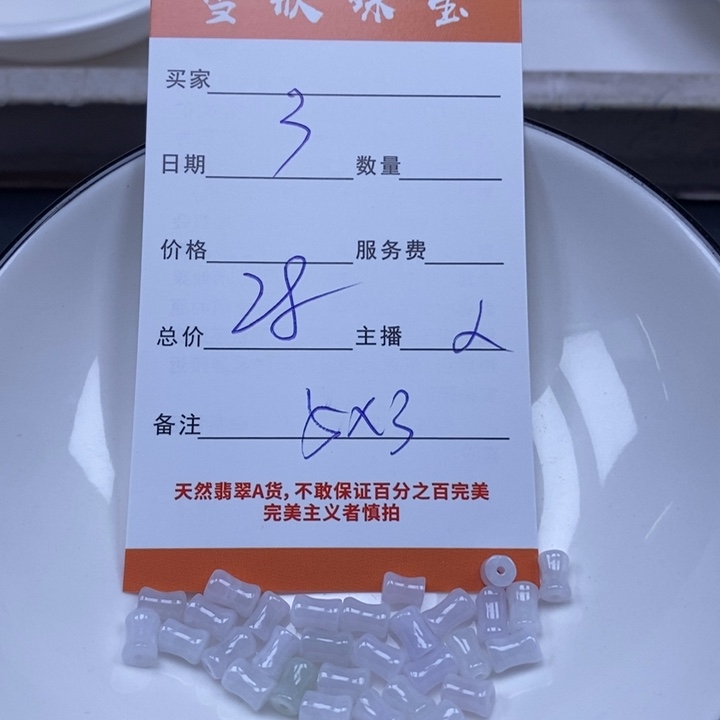 买家
日期 3 数量
价格 服务费
总价 28 主播
备注 5×3
天然翡翠A货,不敢保证百分之百完美
完美主义者慎拍